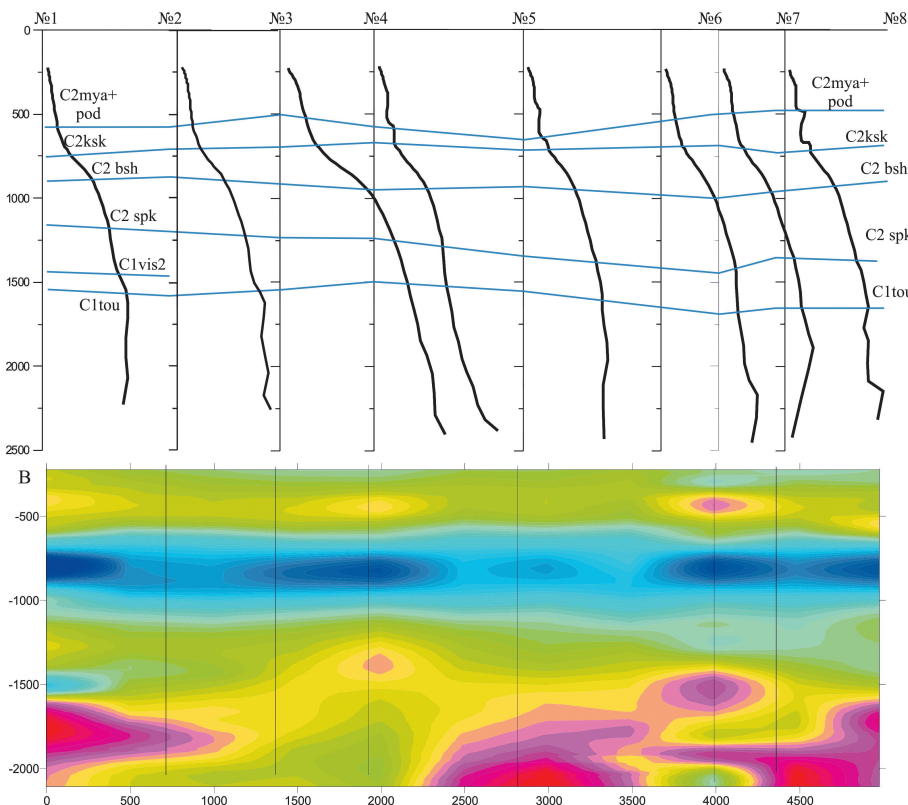 №1 №2 №3 №4 №5 №6 №7 №8
0
C2mya+
pod
C2mya+
pod
500
C2ksk
C2ksk
C2 bsh
C2 bsh
1000
C2 spk
C2 spk
C1vis2
1500
C1tou
C1tou
2000
2500
B
-500
-1000
-1500
-2000
0 500 1000 1500 2000 2500 3000 3500 4000 4500